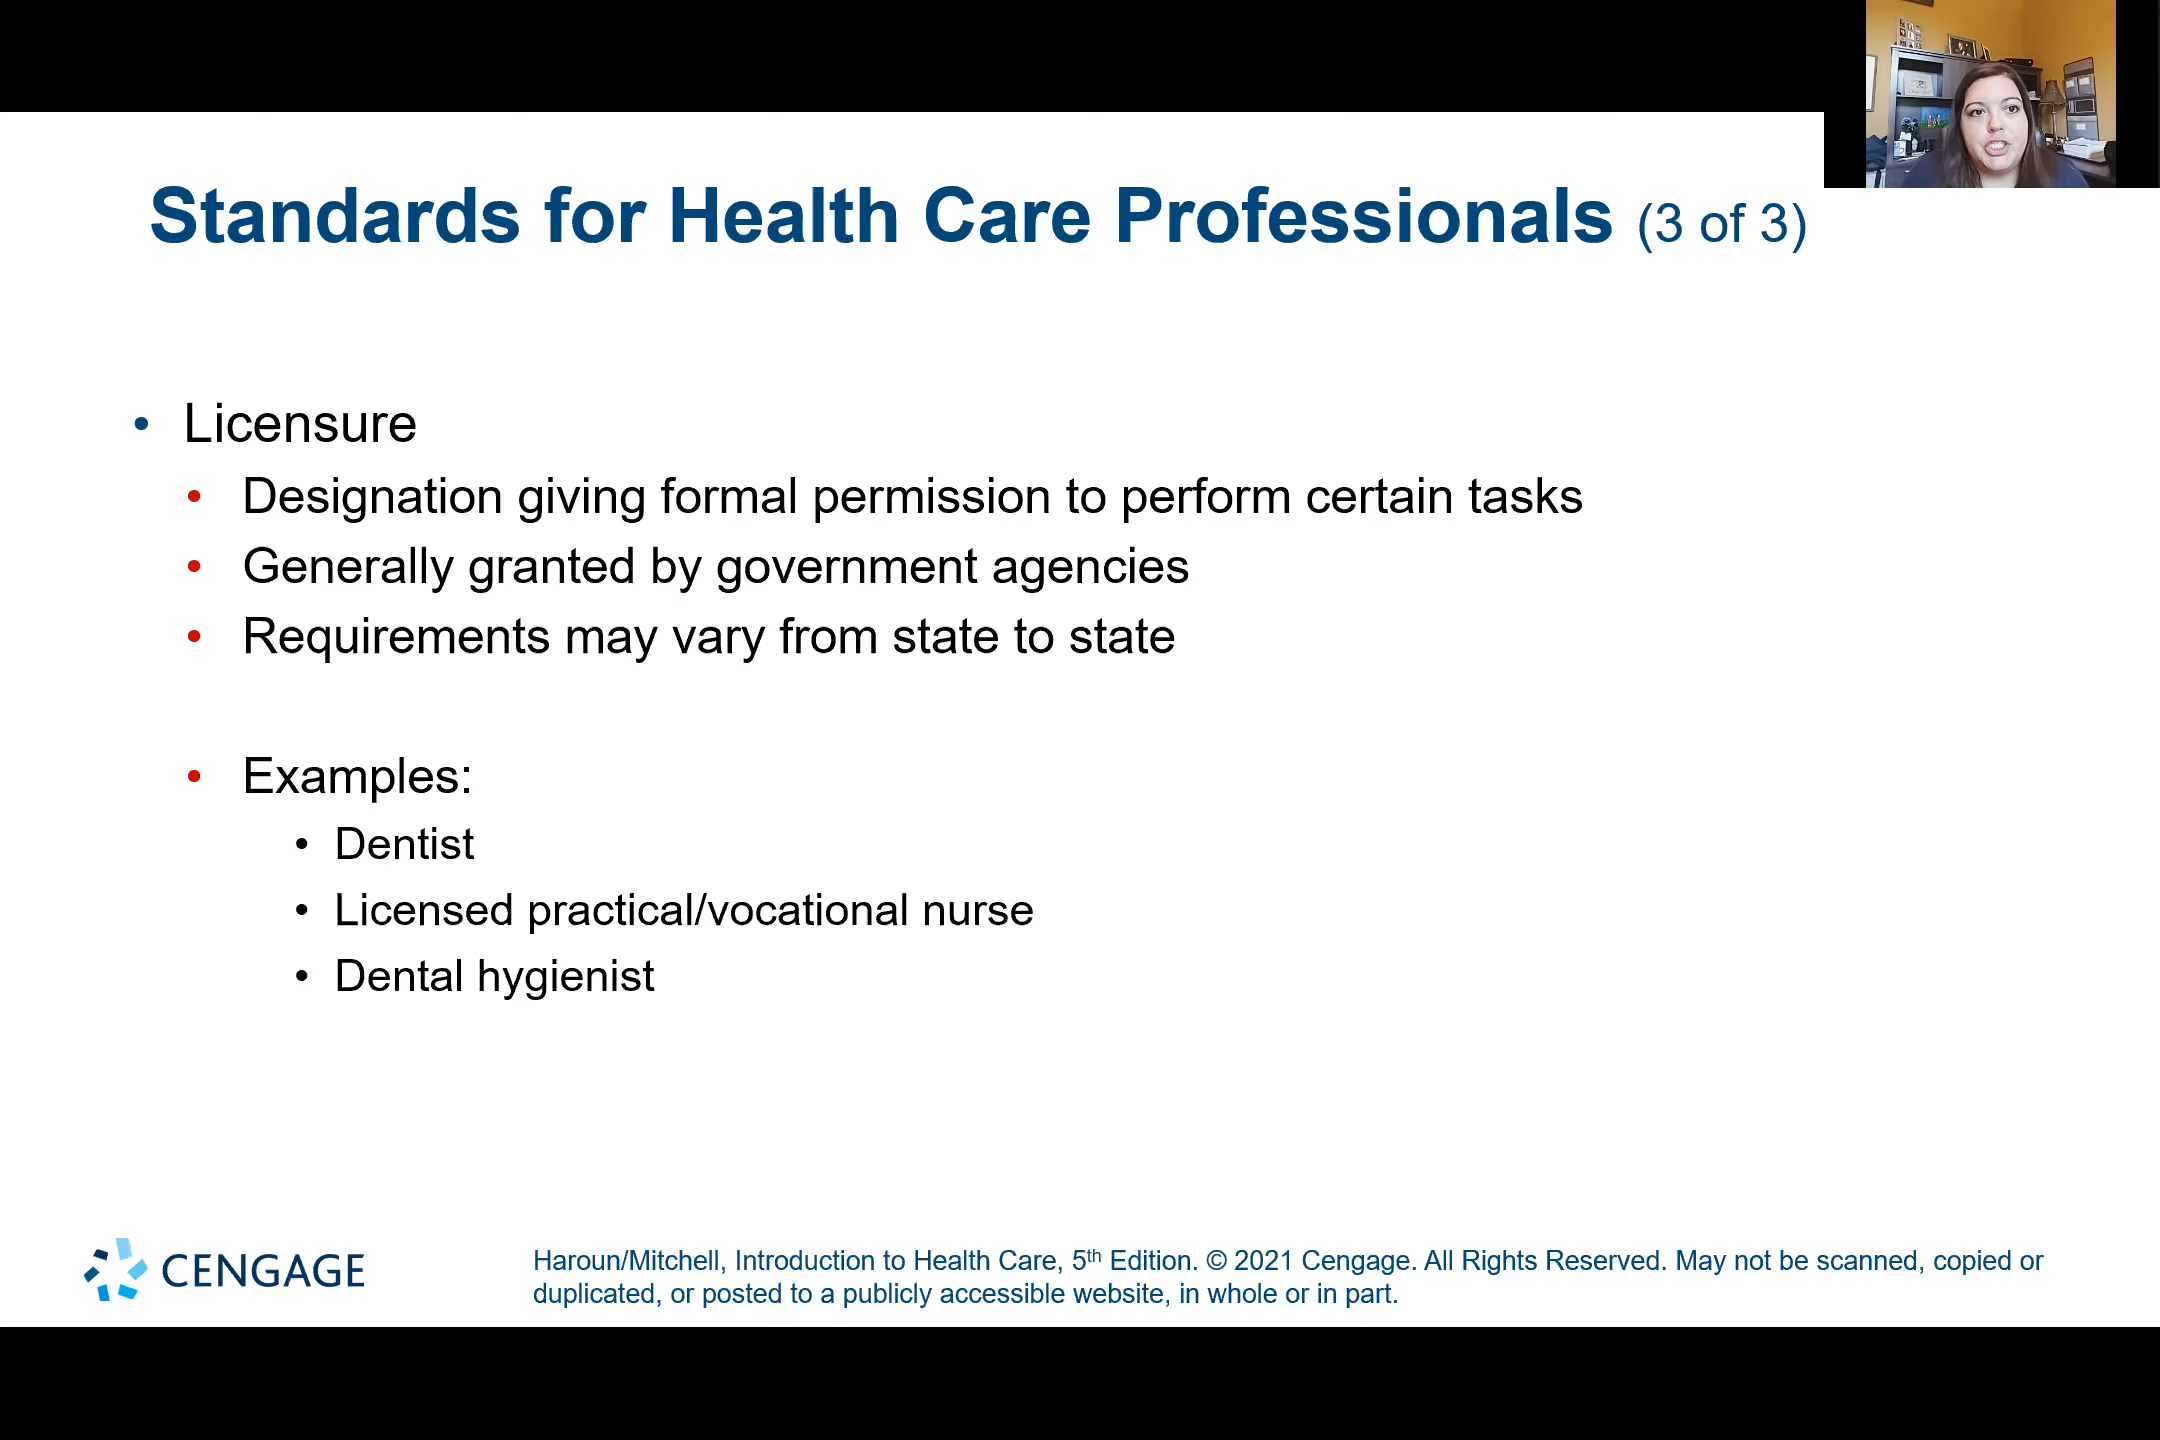 Standards for Health Care Professionals (3 of 3)
• Licensure
• Designation giving formal permission to perform certain tasks
• Generally granted by government agencies
• Requirements may vary from state to state
• Examples:
• Dentist
• Licensed practical/vocational nurse
• Dental hygienist
CENGAGE
Haroun/Mitchell, Introduction to Health Care, 5th Edition. © 2021 Cengage. All Rights Reserved. May not be scanned, copied or
duplicated, or posted to a publicly accessible website, in whole or in part.